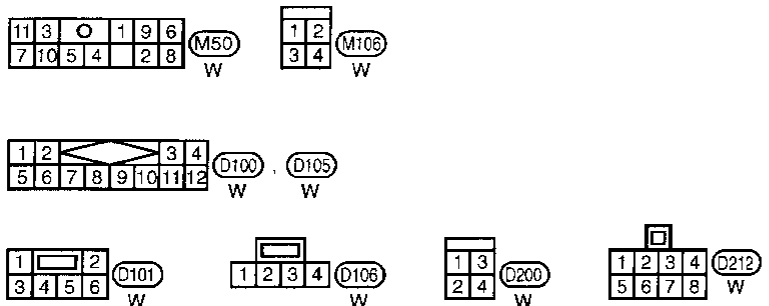 11 3 1 9 6
7 10 5 4 2 8
M50
W
1 2
3 4
M106
W
1 2 3 4
5 6 7 8 9 10 11 12
D100 , D105
W W
1 2
3 4 5 6
D101
W
1 2 3 4
D106
W
1 3
2 4
D200
W
1 2 3 4
5 6 7 8
D212
W